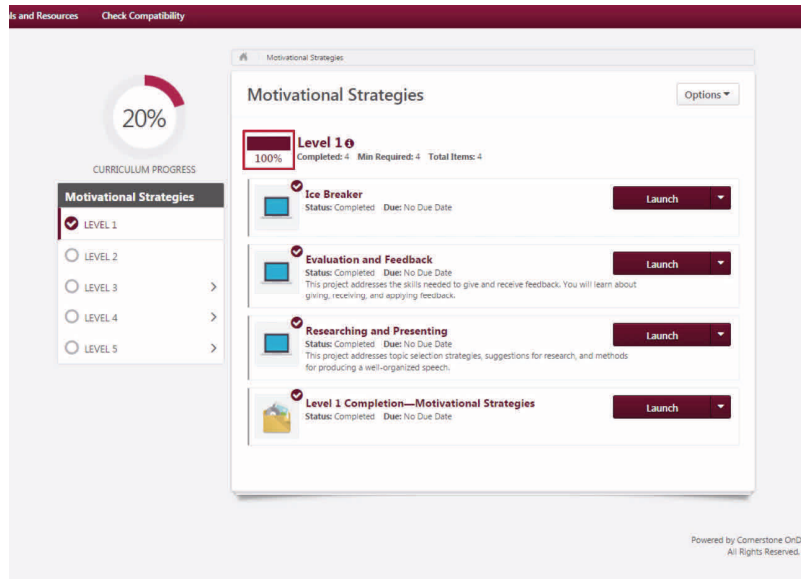 ls and Resources Check Compatibility
Motivational Strategies
20%
CURRICULUM PROGRESS
Motivational Strategies
LEVEL 1
LEVEL 2
LEVEL 3
LEVEL 4
LEVEL 5
Motivational Strategies
Options
100%
Level 1
Completed: 4 Min Required: 4 Total Items: 4
Ice Breaker
Status: Completed Due: No Due Date
Launch
Evaluation and Feedback
Status: Completed Due: No Due Date
This project addresses the skills needed to give and receive feedback. You will learn about
giving, receiving, and applying feedback.
Launch
Researching and Presenting
Status: Completed Due: No Due Date
This project addresses topic selection strategies, suggestions for research, and methods
for producing a well-organized speech.
Launch
Level 1 Completion—Motivational Strategies
Status: Completed Due: No Due Date
Launch
Powered by Cornerstone OnD
All Rights Reserved.